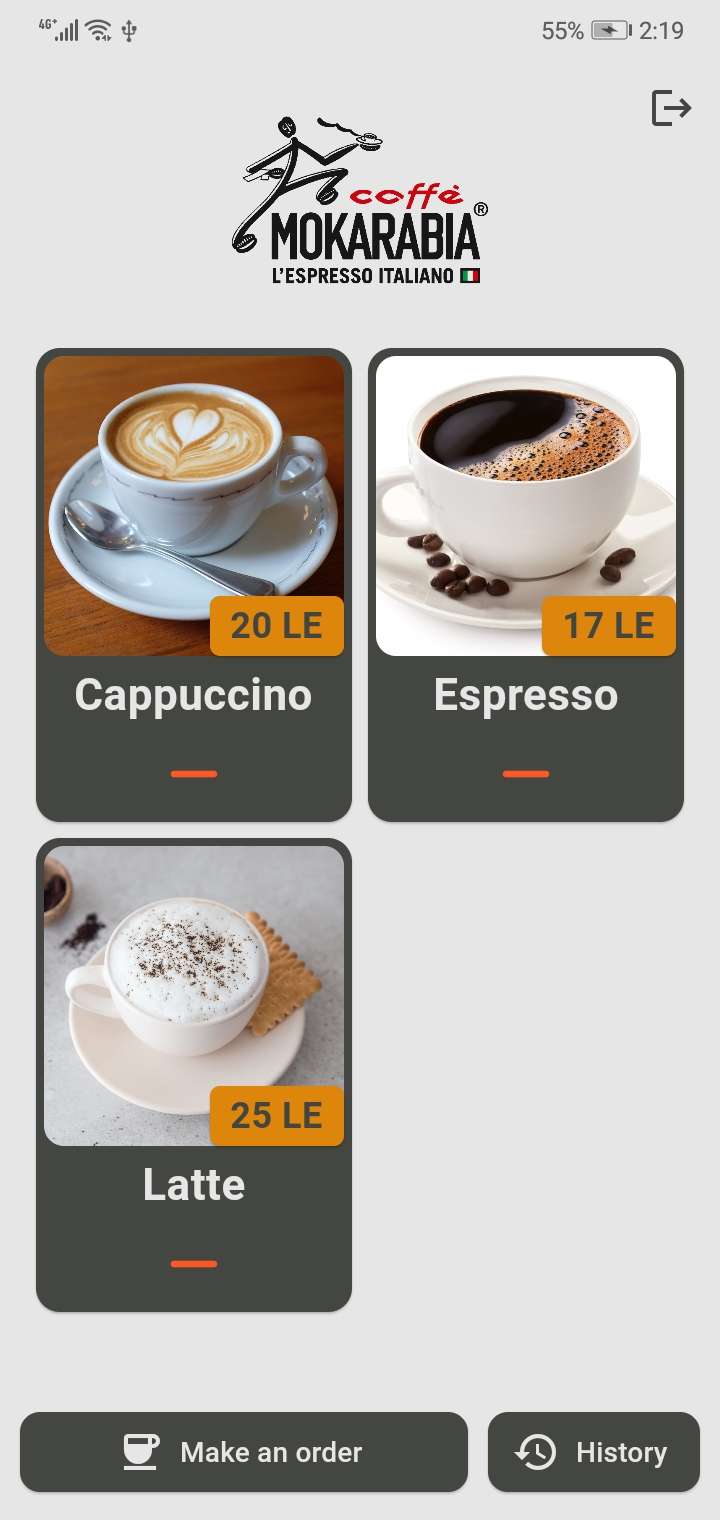 4G+
55% 2:19
caffè
MOKARABIA®
L'ESPRESSO ITALIANO
20 LE
17 LE
Cappuccino
Espresso
25 LE
Latte
Make an order
History